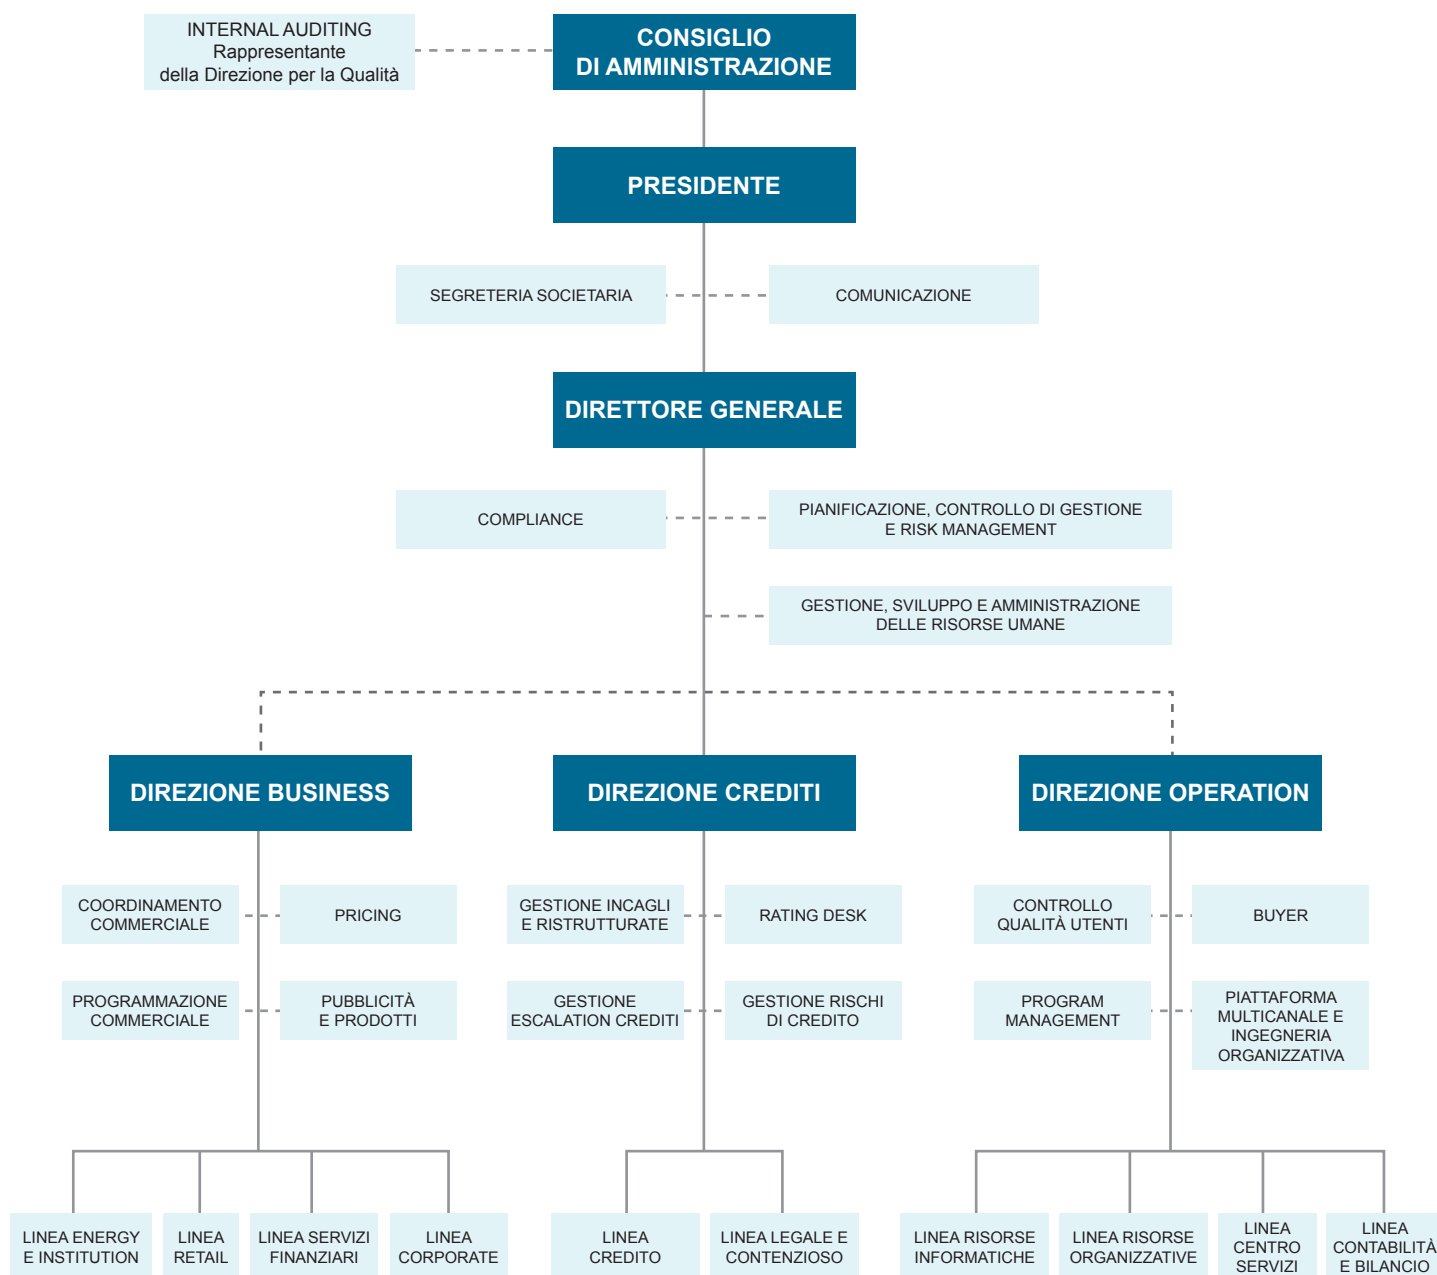 INTERNAL AUDITING
Rappresentante
della Direzione per la Qualità
CONSIGLIO
DI AMMINISTRAZIONE
PRESIDENTE
SEGRETERIA SOCIETARIA
COMUNICAZIONE
DIRETTORE GENERALE
COMPLIANCE
PIANIFICAZIONE, CONTROLLO DI GESTIONE
E RISK MANAGEMENT
GESTIONE, SVILUPPO E AMMINISTRAZIONE
DELLE RISORSE UMANE
DIREZIONE BUSINESS
DIREZIONE CREDITI
DIREZIONE OPERATION
COORDINAMENTO
COMMERCIALE
PRICING
GESTIONE INCAGLI
E RISTRUTTURATE
RATING DESK
CONTROLLO
QUALITÀ UTENTI
BUYER
PROGRAMMAZIONE
COMMERCIALE
PUBBLICITÀ
E PRODOTTI
GESTIONE
ESCALATION CREDITI
GESTIONE RISCHI
DI CREDITO
PROGRAM
MANAGEMENT
PIATTAFORMA
MULTICANALE E
INGEGNERIA
ORGANIZZATIVA
LINEA ENERGY
E INSTITUTION
LINEA
RETAIL
LINEA SERVIZI
FINANZIARI
LINEA
CORPORATE
LINEA
CREDITO
LINEA LEGALE E
CONTENZIOSO
LINEA RISORSE
INFORMATICHE
LINEA RISORSE
ORGANIZZATIVE
LINEA
CENTRO
SERVIZI
LINEA
CONTABILITÀ
E BILANCIO